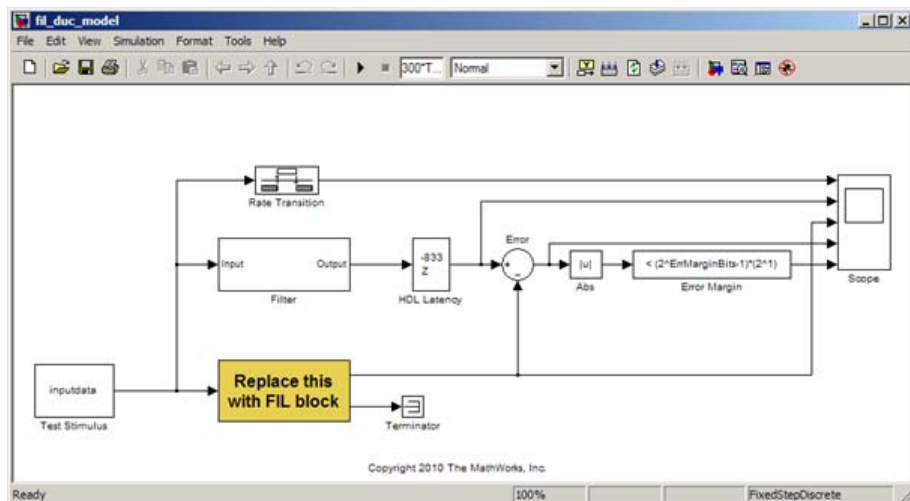 fil_duc_model
File Edit View Simulation Format Tools Help
300*T... Normal
Rate Transition
Input Output
Filter
-833
Z
HDL Latency
Error
+
-
|u|
Abs
< (2^ErrMarginBits-1)*(2^1)
Error Margin
Scope
inputdata
Test Stimulus
Replace this
with FIL block
Terminator
Copyright 2010 The MathWorks, Inc.
Ready 100% FixedStepDiscrete